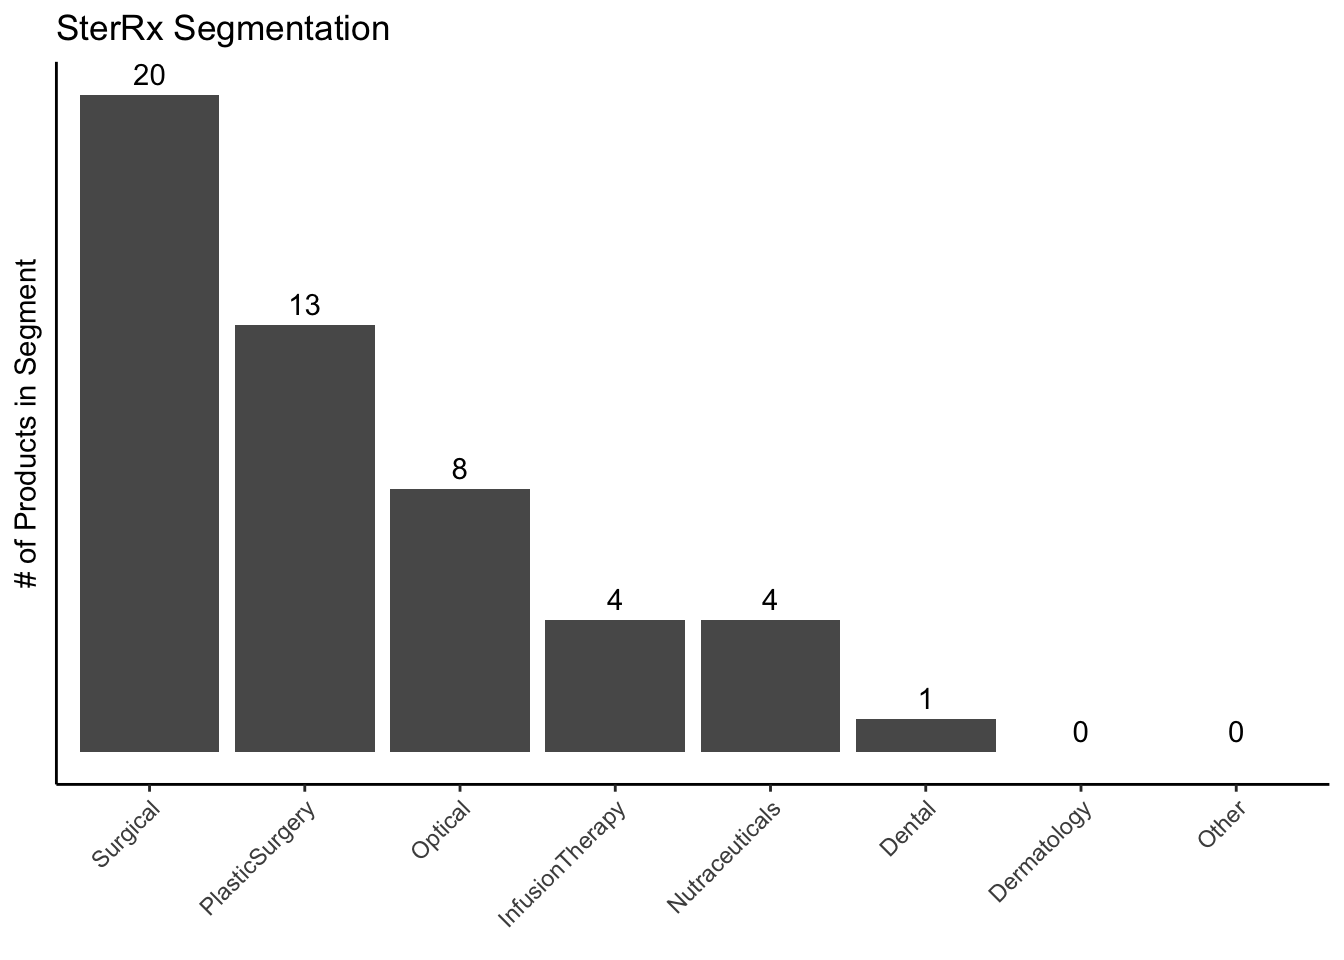 SterRx Segmentation
# of Products in Segment
20
13
8
4
4
1
0
0
Surgical
PlasticSurgery
Optical
InfusionTherapy
Nutraceuticals
Dental
Dermatology
Other